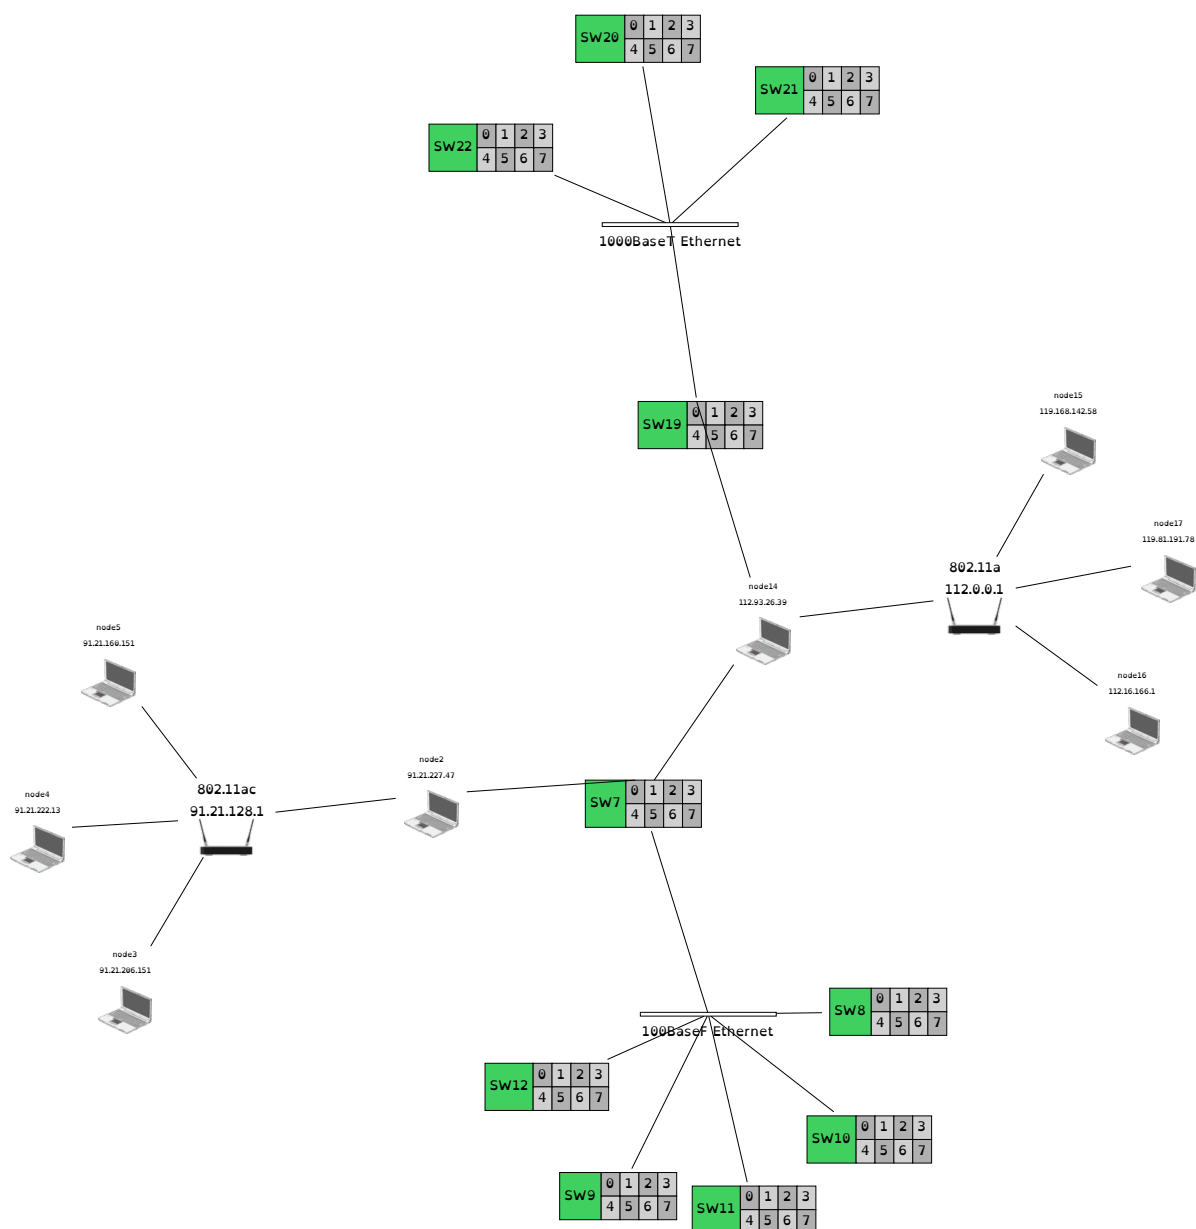 SW20 0 1 2 3
4 5 6 7
SW21 0 1 2 3
4 5 6 7
SW22 0 1 2 3
4 5 6 7
1000BaseT Ethernet
SW19 0 1 2 3
4 5 6 7
node15
119.168.142.58
node17
119.81.191.78
802.11a
112.0.0.1
node14
112.93.26.39
node16
112.16.166.1
node5
91.21.160.151
node2
91.21.227.47
802.11ac
91.21.128.1
node4
91.21.222.13
SW7 0 1 2 3
4 5 6 7
node3
91.21.206.151
SW8 0 1 2 3
4 5 6 7
100BaseF Ethernet
SW12 0 1 2 3
4 5 6 7
SW10 0 1 2 3
4 5 6 7
SW9 0 1 2 3
4 5 6 7
SW11 0 1 2 3
4 5 6 7